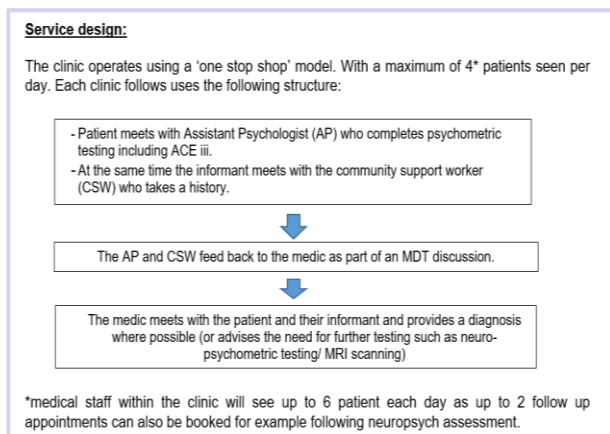 Service design:
The clinic operates using a 'one stop shop' model. With a maximum of 4* patients seen per
day. Each clinic follows uses the following structure:
- Patient meets with Assistant Psychologist (AP) who completes psychometric
testing including ACE iii.
- At the same time the informant meets with the community support worker
(CSW) who takes a history.
The AP and CSW feed back to the medic as part of an MDT discussion.
The medic meets with the patient and their informant and provides a diagnosis
where possible (or advises the need for further testing such as neuro-
psychometric testing/ MRI scanning)
*medical staff within the clinic will see up to 6 patient each day as up to 2 follow up
appointments can also be booked for example following neuropsych assessment.